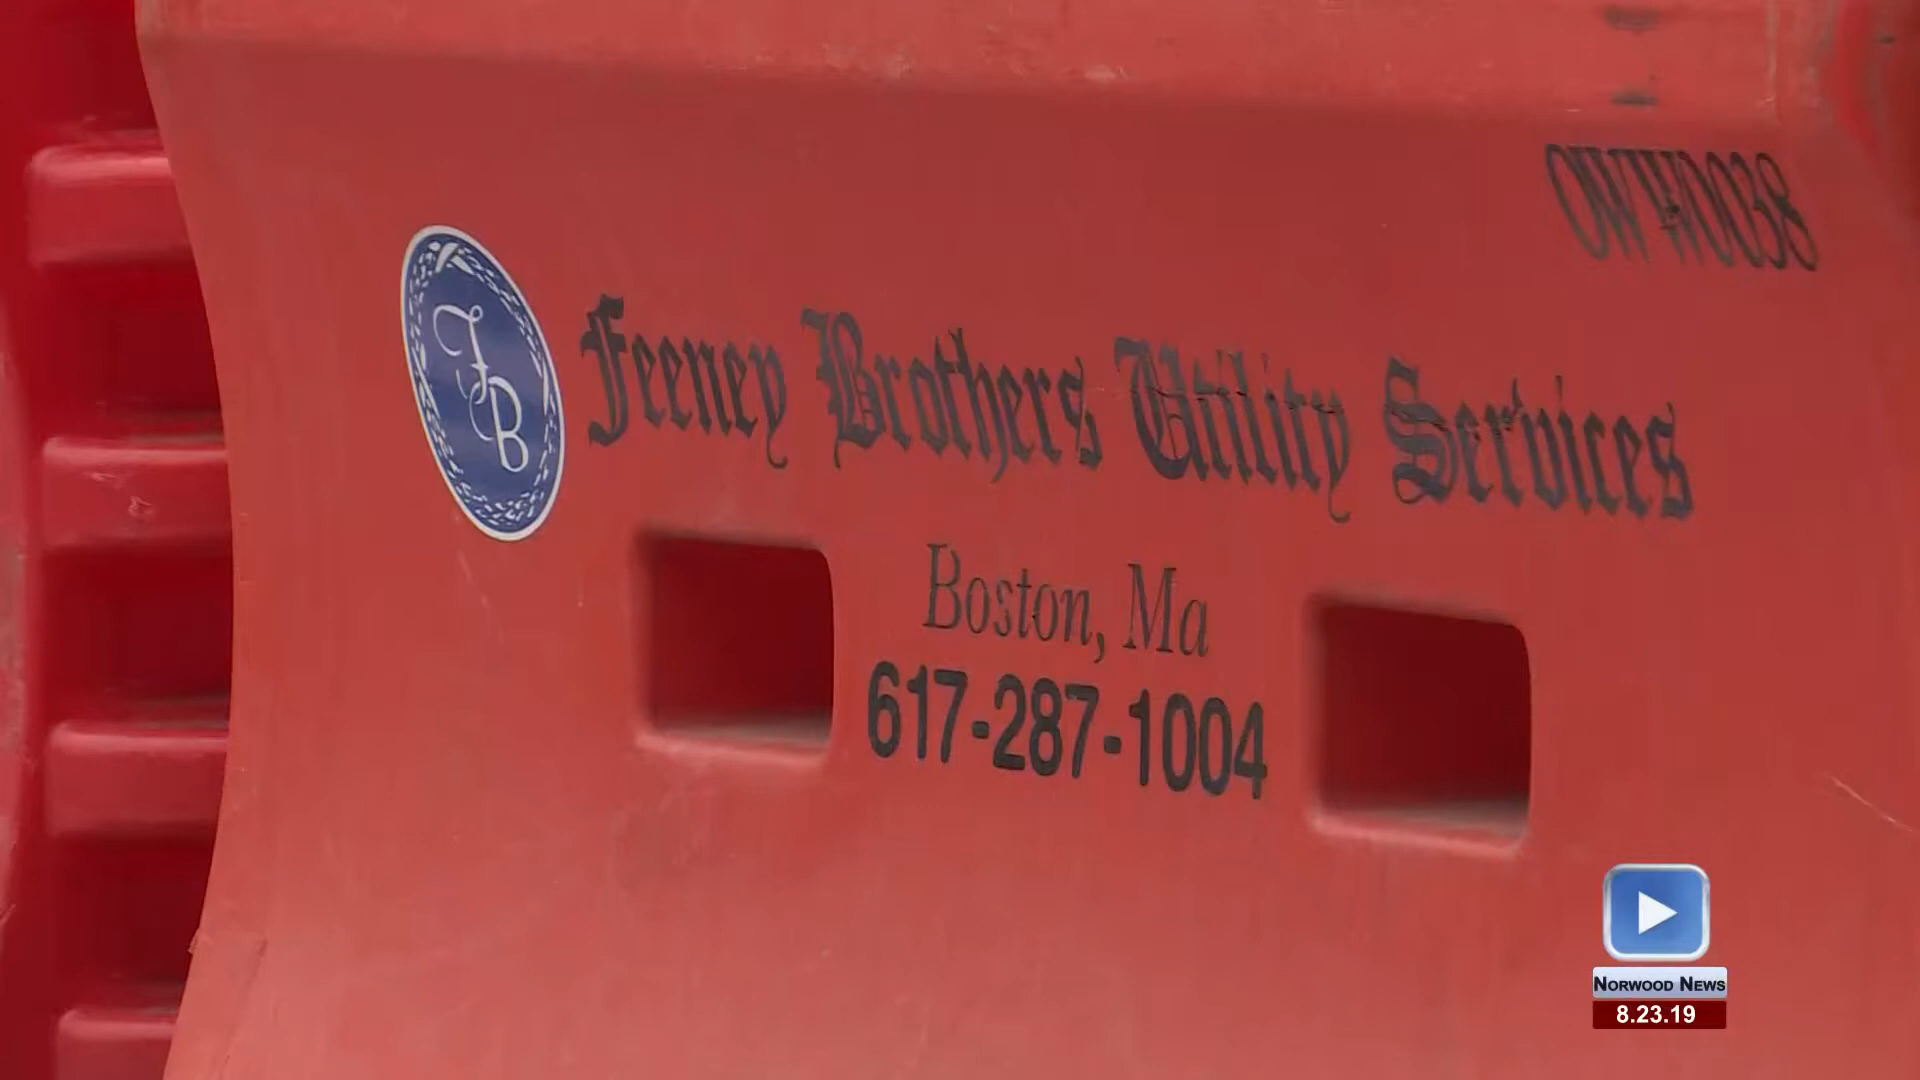 OWW0038
FB
Feeney Brothers Utility Services
Boston, Ma
617-287-1004
NORWOOD NEWS
8.23.19